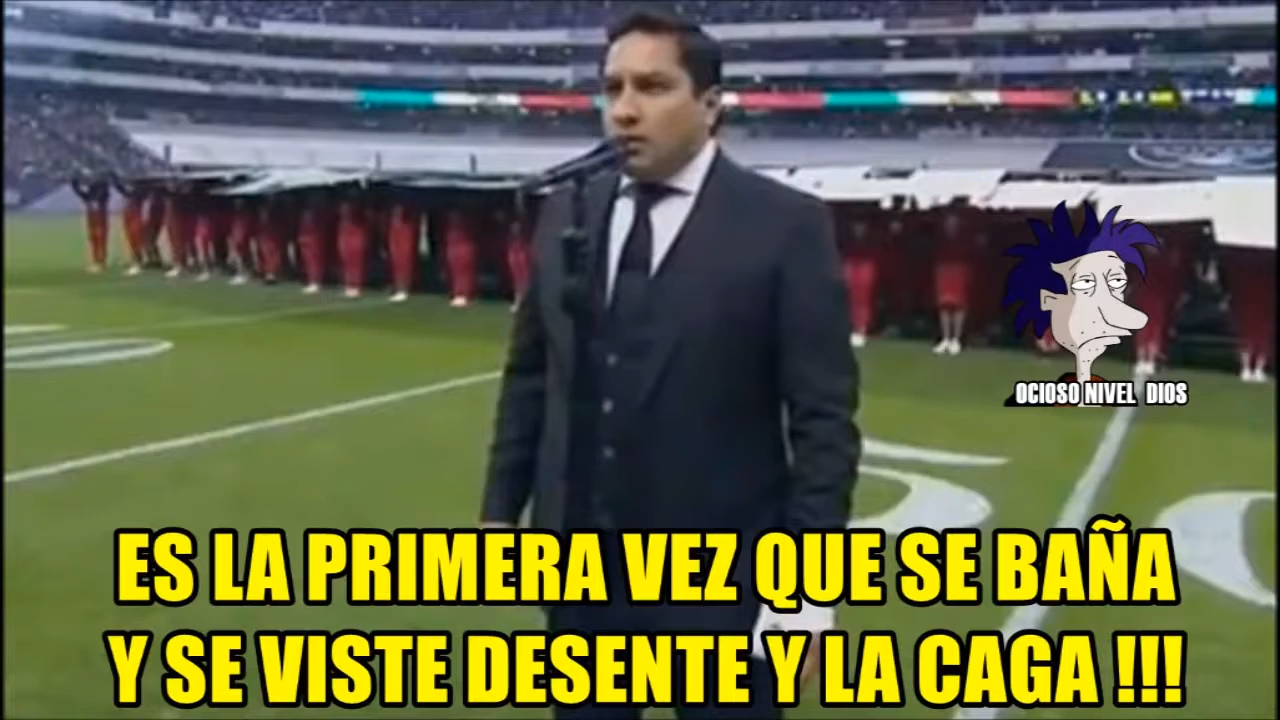 OCIOSO NIVEL DIOS
ES LA PRIMERA VEZ QUE SE BAÑA
Y SE VISTE DESENTE Y LA CAGA !!!